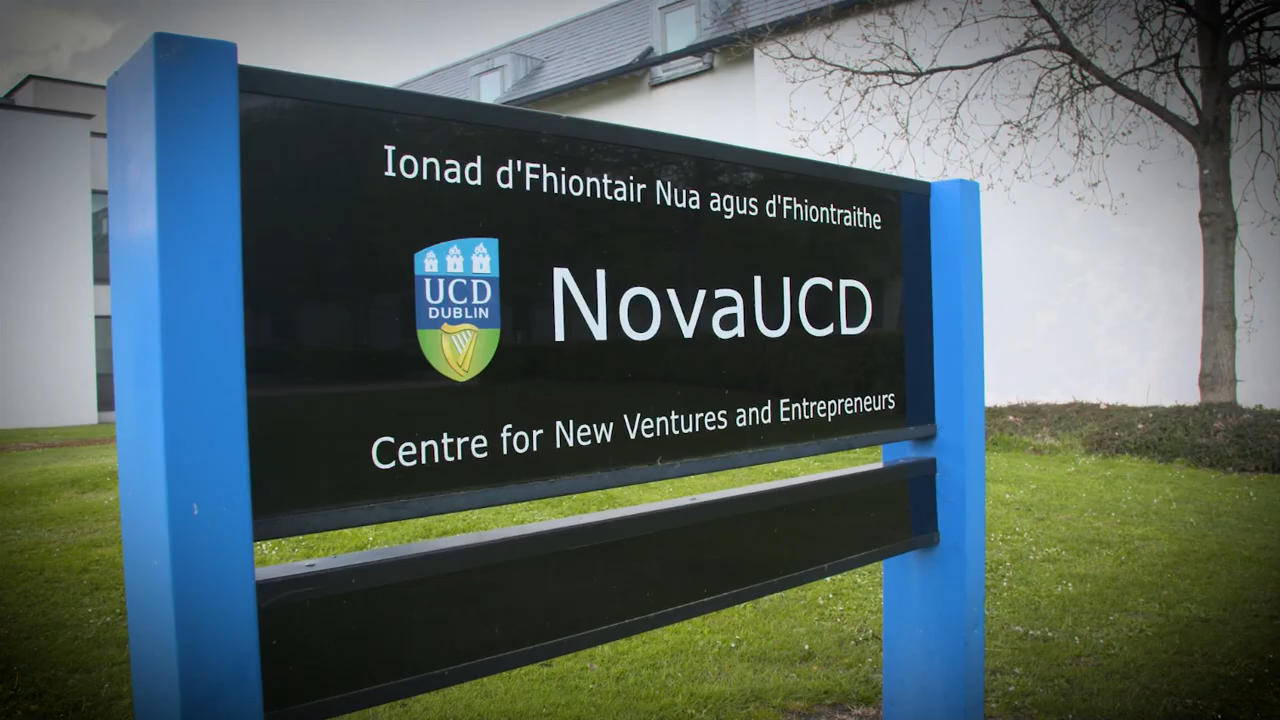 Ionad d'Fhiontair Nua agus d'Fhiontraithe
UCD
DUBLIN
NovaUCD
Centre for New Ventures and Entrepreneurs